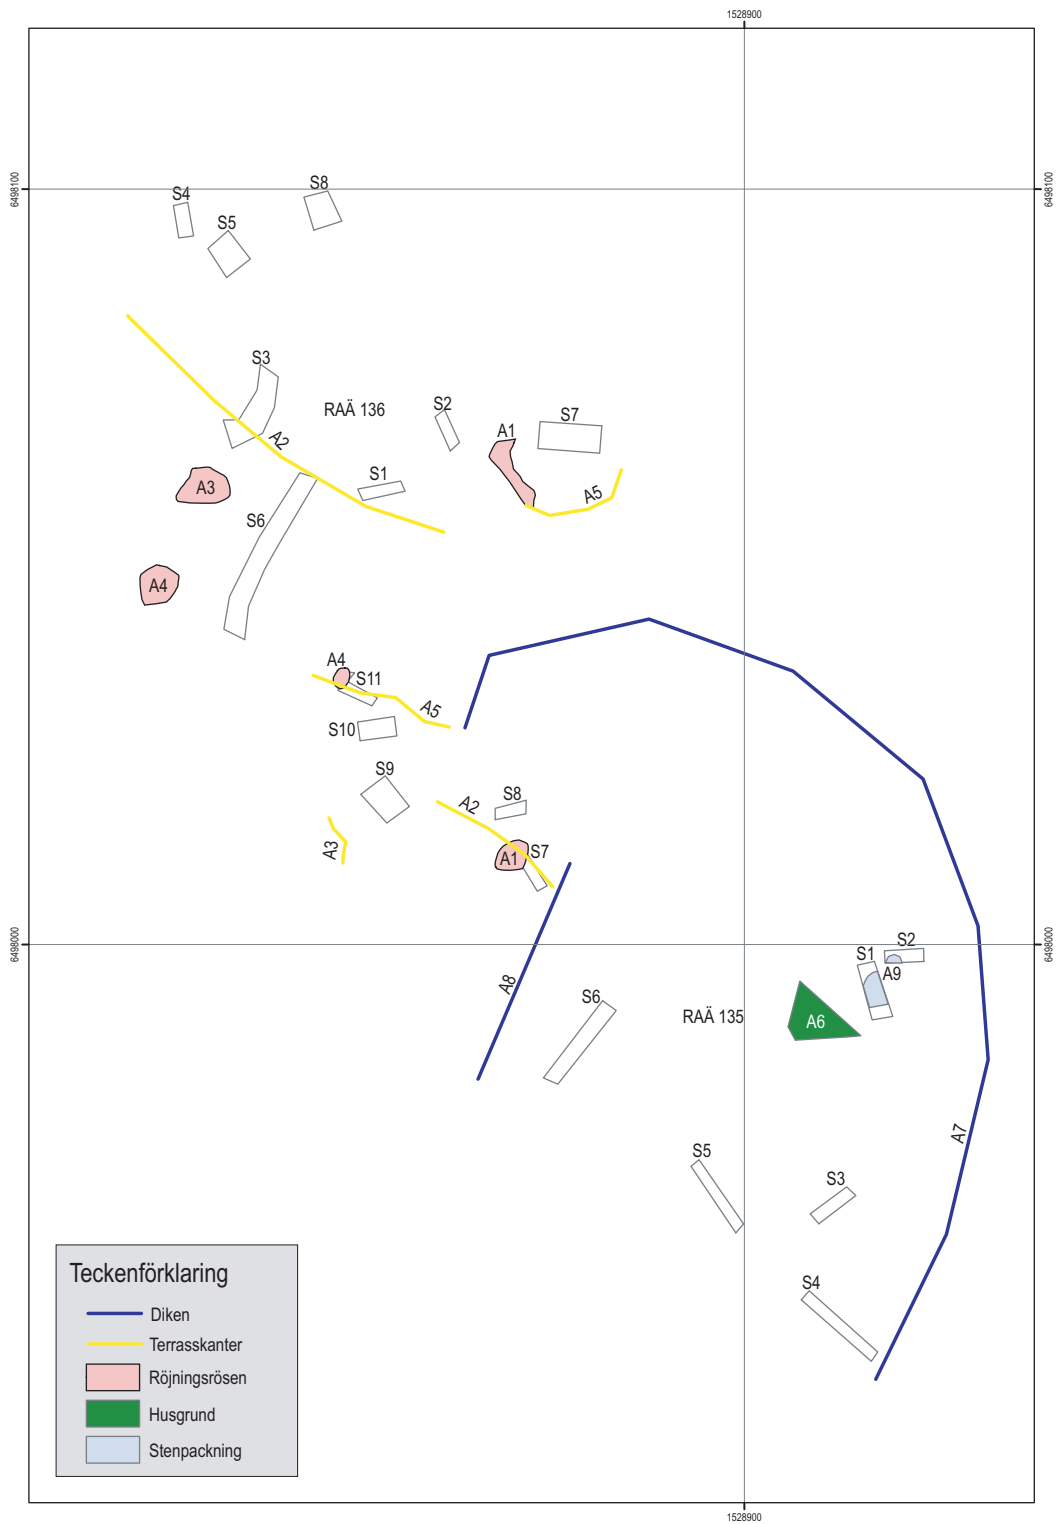 1528900
6498100
6498100
S4
S8
S5
S3
RAÄ 136
S2
S7
A1
A2
S1
A3
A5
S6
A4
A4
S11
A5
S10
S9
A2
S8
A3
A1
S7
6498000
6498000
S2
S1
A9
A8
S6
RAÄ 135
A6
A7
S5
S3
S4
Teckenförklaring
Diken
Terrasskanter
Röjningsrösen
Husgrund
Stenpackning
1528900